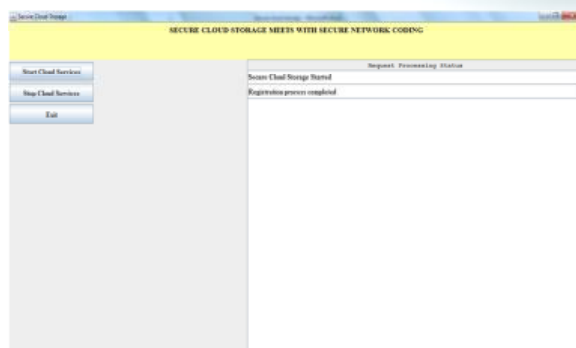 Secure Cloud Storage
SECURE CLOUD STORAGE MEETS WITH SECURE NETWORK CODING
Start Cloud Services
Stop Cloud Services
Exit
Request Processing Status
Secure Cloud Storage Started
Registration process completed